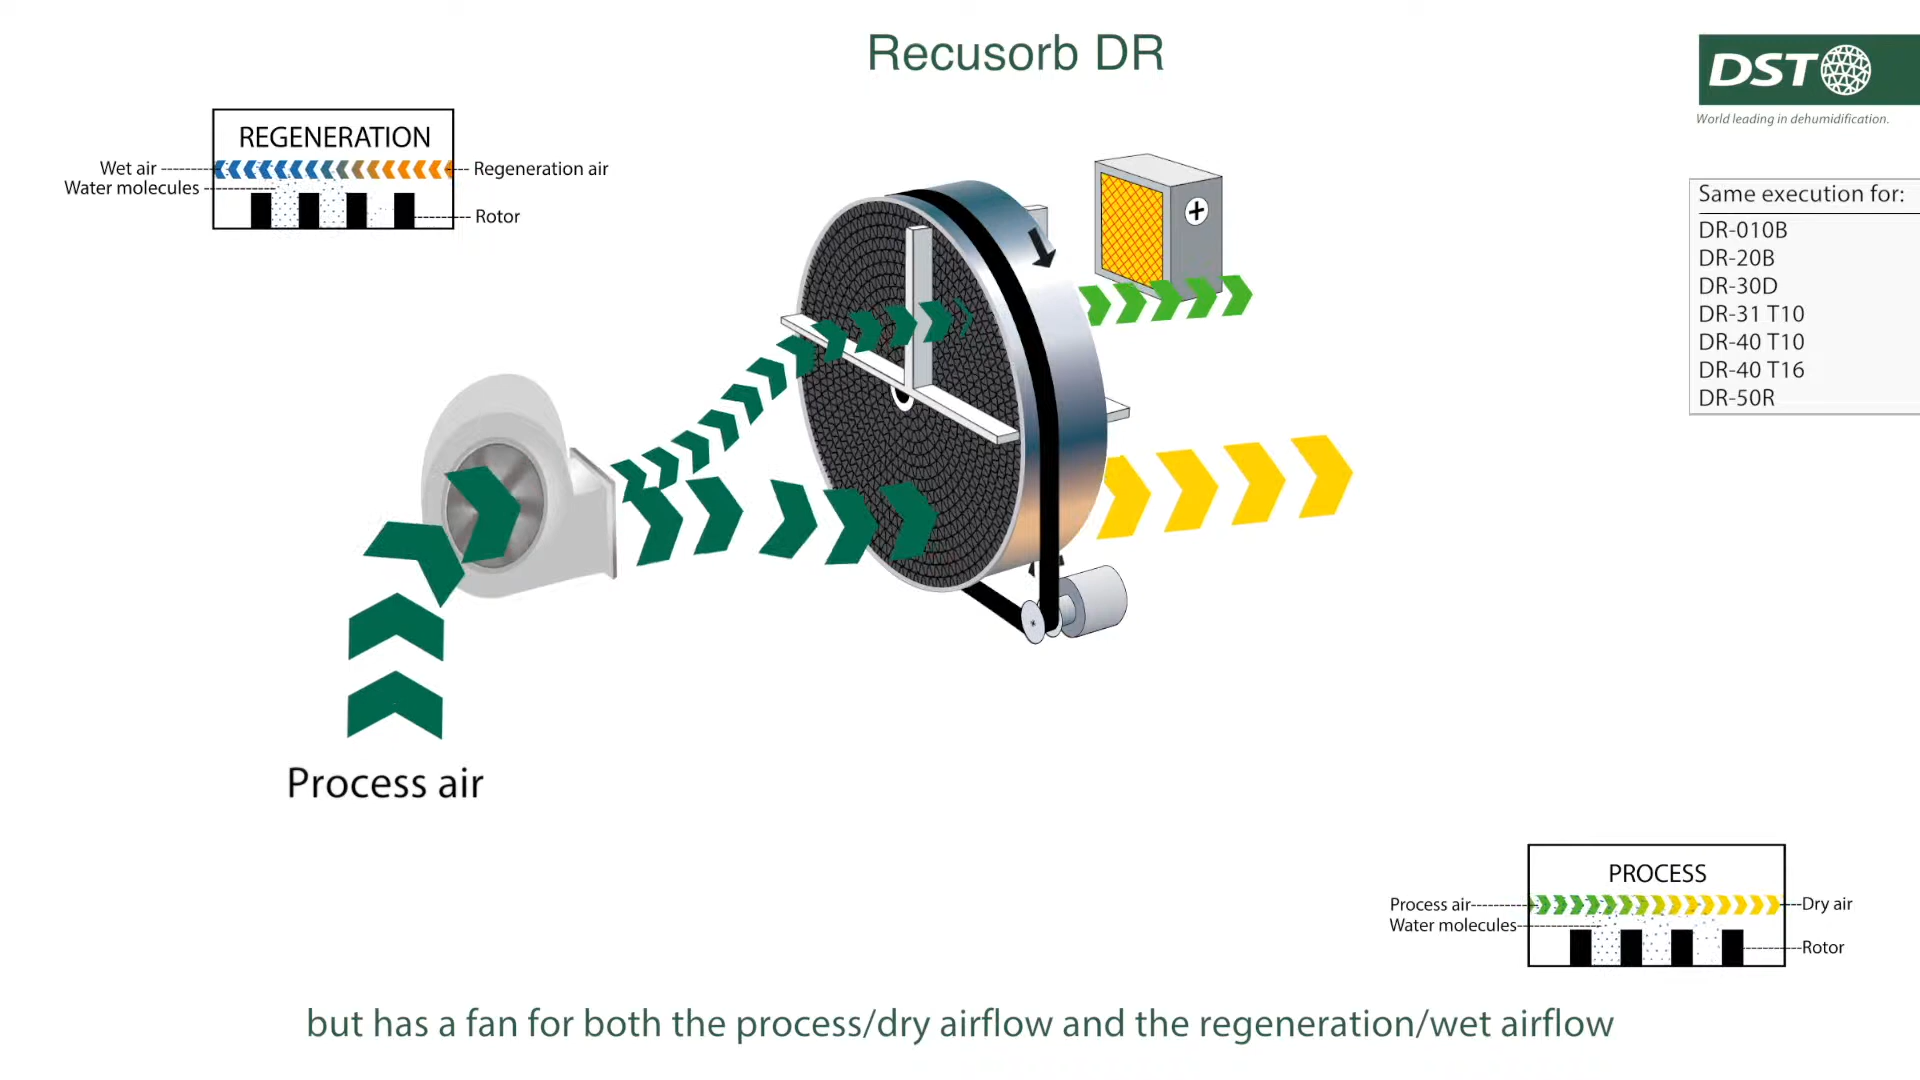 Recusorb DR
DST
World leading in dehumidification.
REGENERATION
Wet air
Regeneration air
Water molecules
Rotor
Same execution for:
DR-010B
DR-20B
DR-30D
DR-31 T10
DR-40 T10
DR-40 T16
DR-50R
Process air
PROCESS
Process air
Dry air
Water molecules
Rotor
but has a fan for both the process/dry airflow and the regeneration/wet airflow